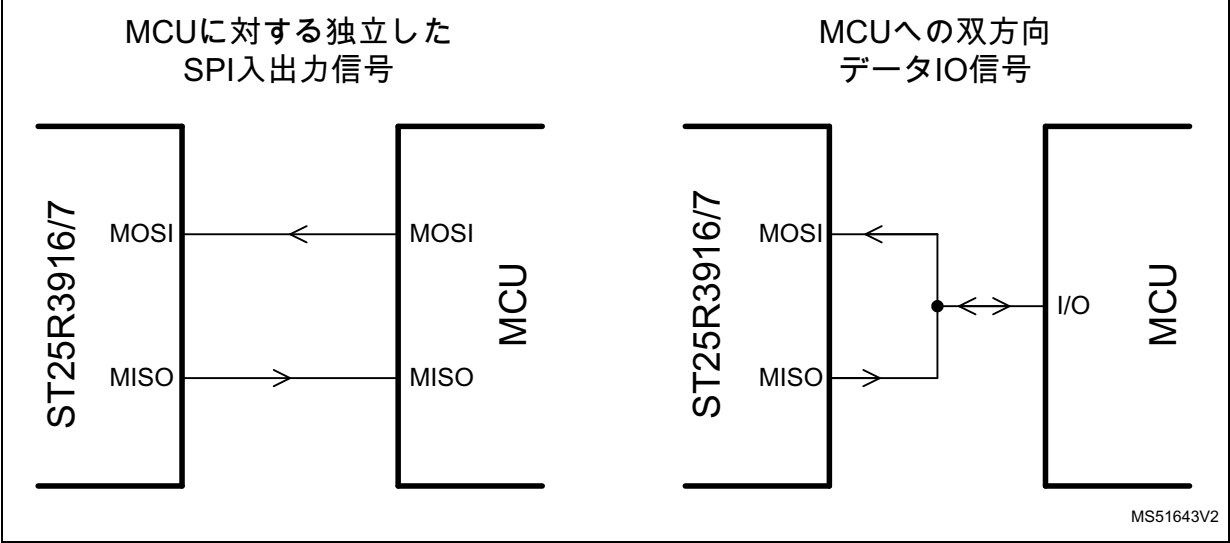 MCUに対する独立した
SPI入出力信号
ST25R3916/7
MOSI
MISO
MOSI
MISO
MCU
MCUへの双方向
データIO信号
ST25R3916/7
MOSI
MISO
I/O
MCU
MS51643V2